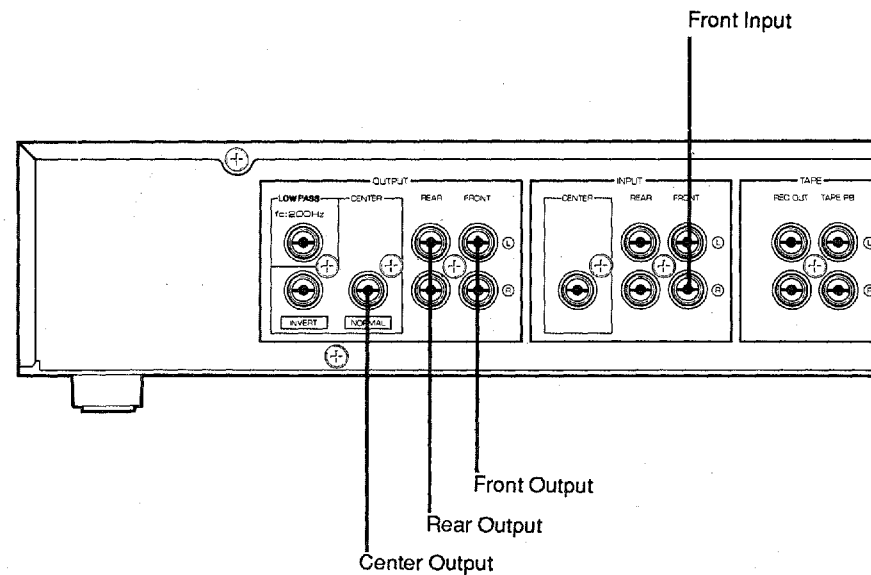 Front Input
OUTPUT
INPUT
TAPE
LOW PASS
CENTER
REAR
FRONT
CENTER
REAR
FRONT
REC OUT
TAPE PB
fc:200Hz
L
L
L
R
R
R
INVERT
NORMAL
Front Output
Rear Output
Center Output